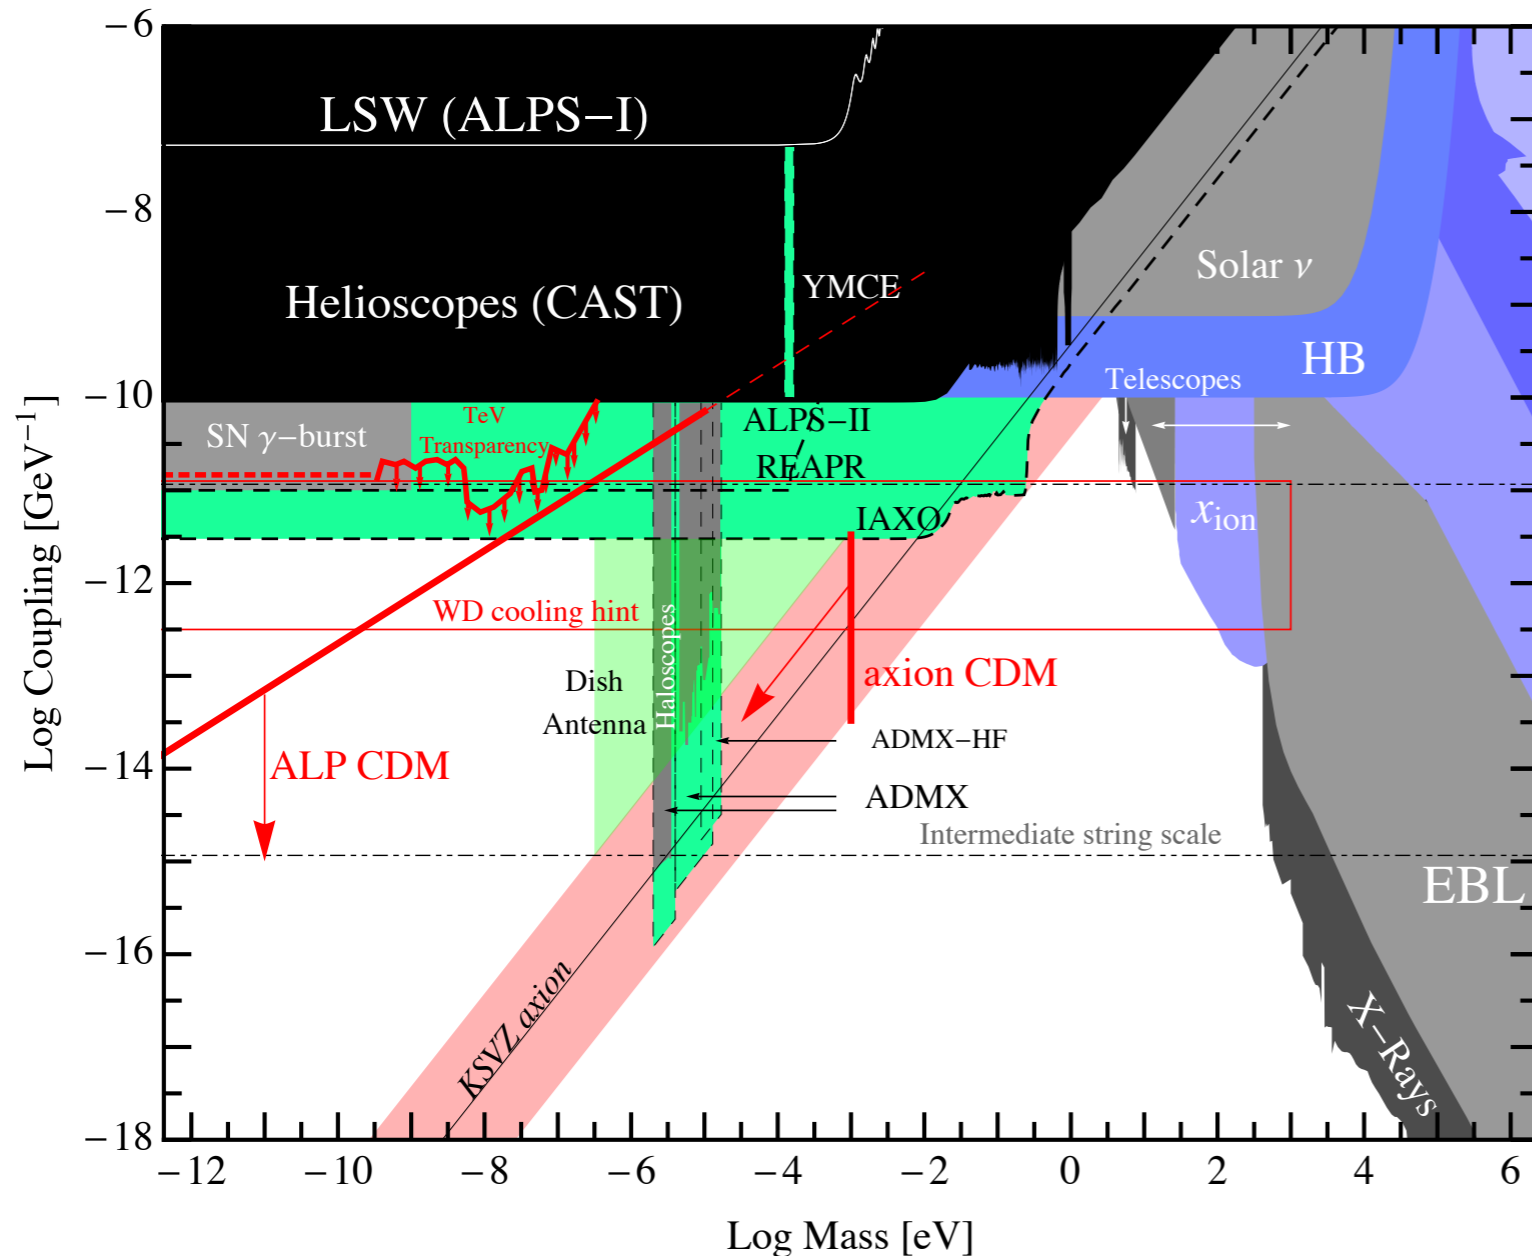 −6
LSW (ALPS−I)
−8
Solar ν
Helioscopes (CAST)
YMCE
HB
Telescopes
−10
TeV
Transparency
SN γ−burst
ALPS−II
REAPR
IAXO
x_ion
−12
WD cooling hint
Haloscopes
Dish
Antenna
axion CDM
ADMX−HF
−14
ALP CDM
ADMX
Intermediate string scale
EBL
−16
KSVZ axion
X−Rays
−18
Log Coupling [GeV⁻¹]
−12 −10 −8 −6 −4 −2 0 2 4 6
Log Mass [eV]